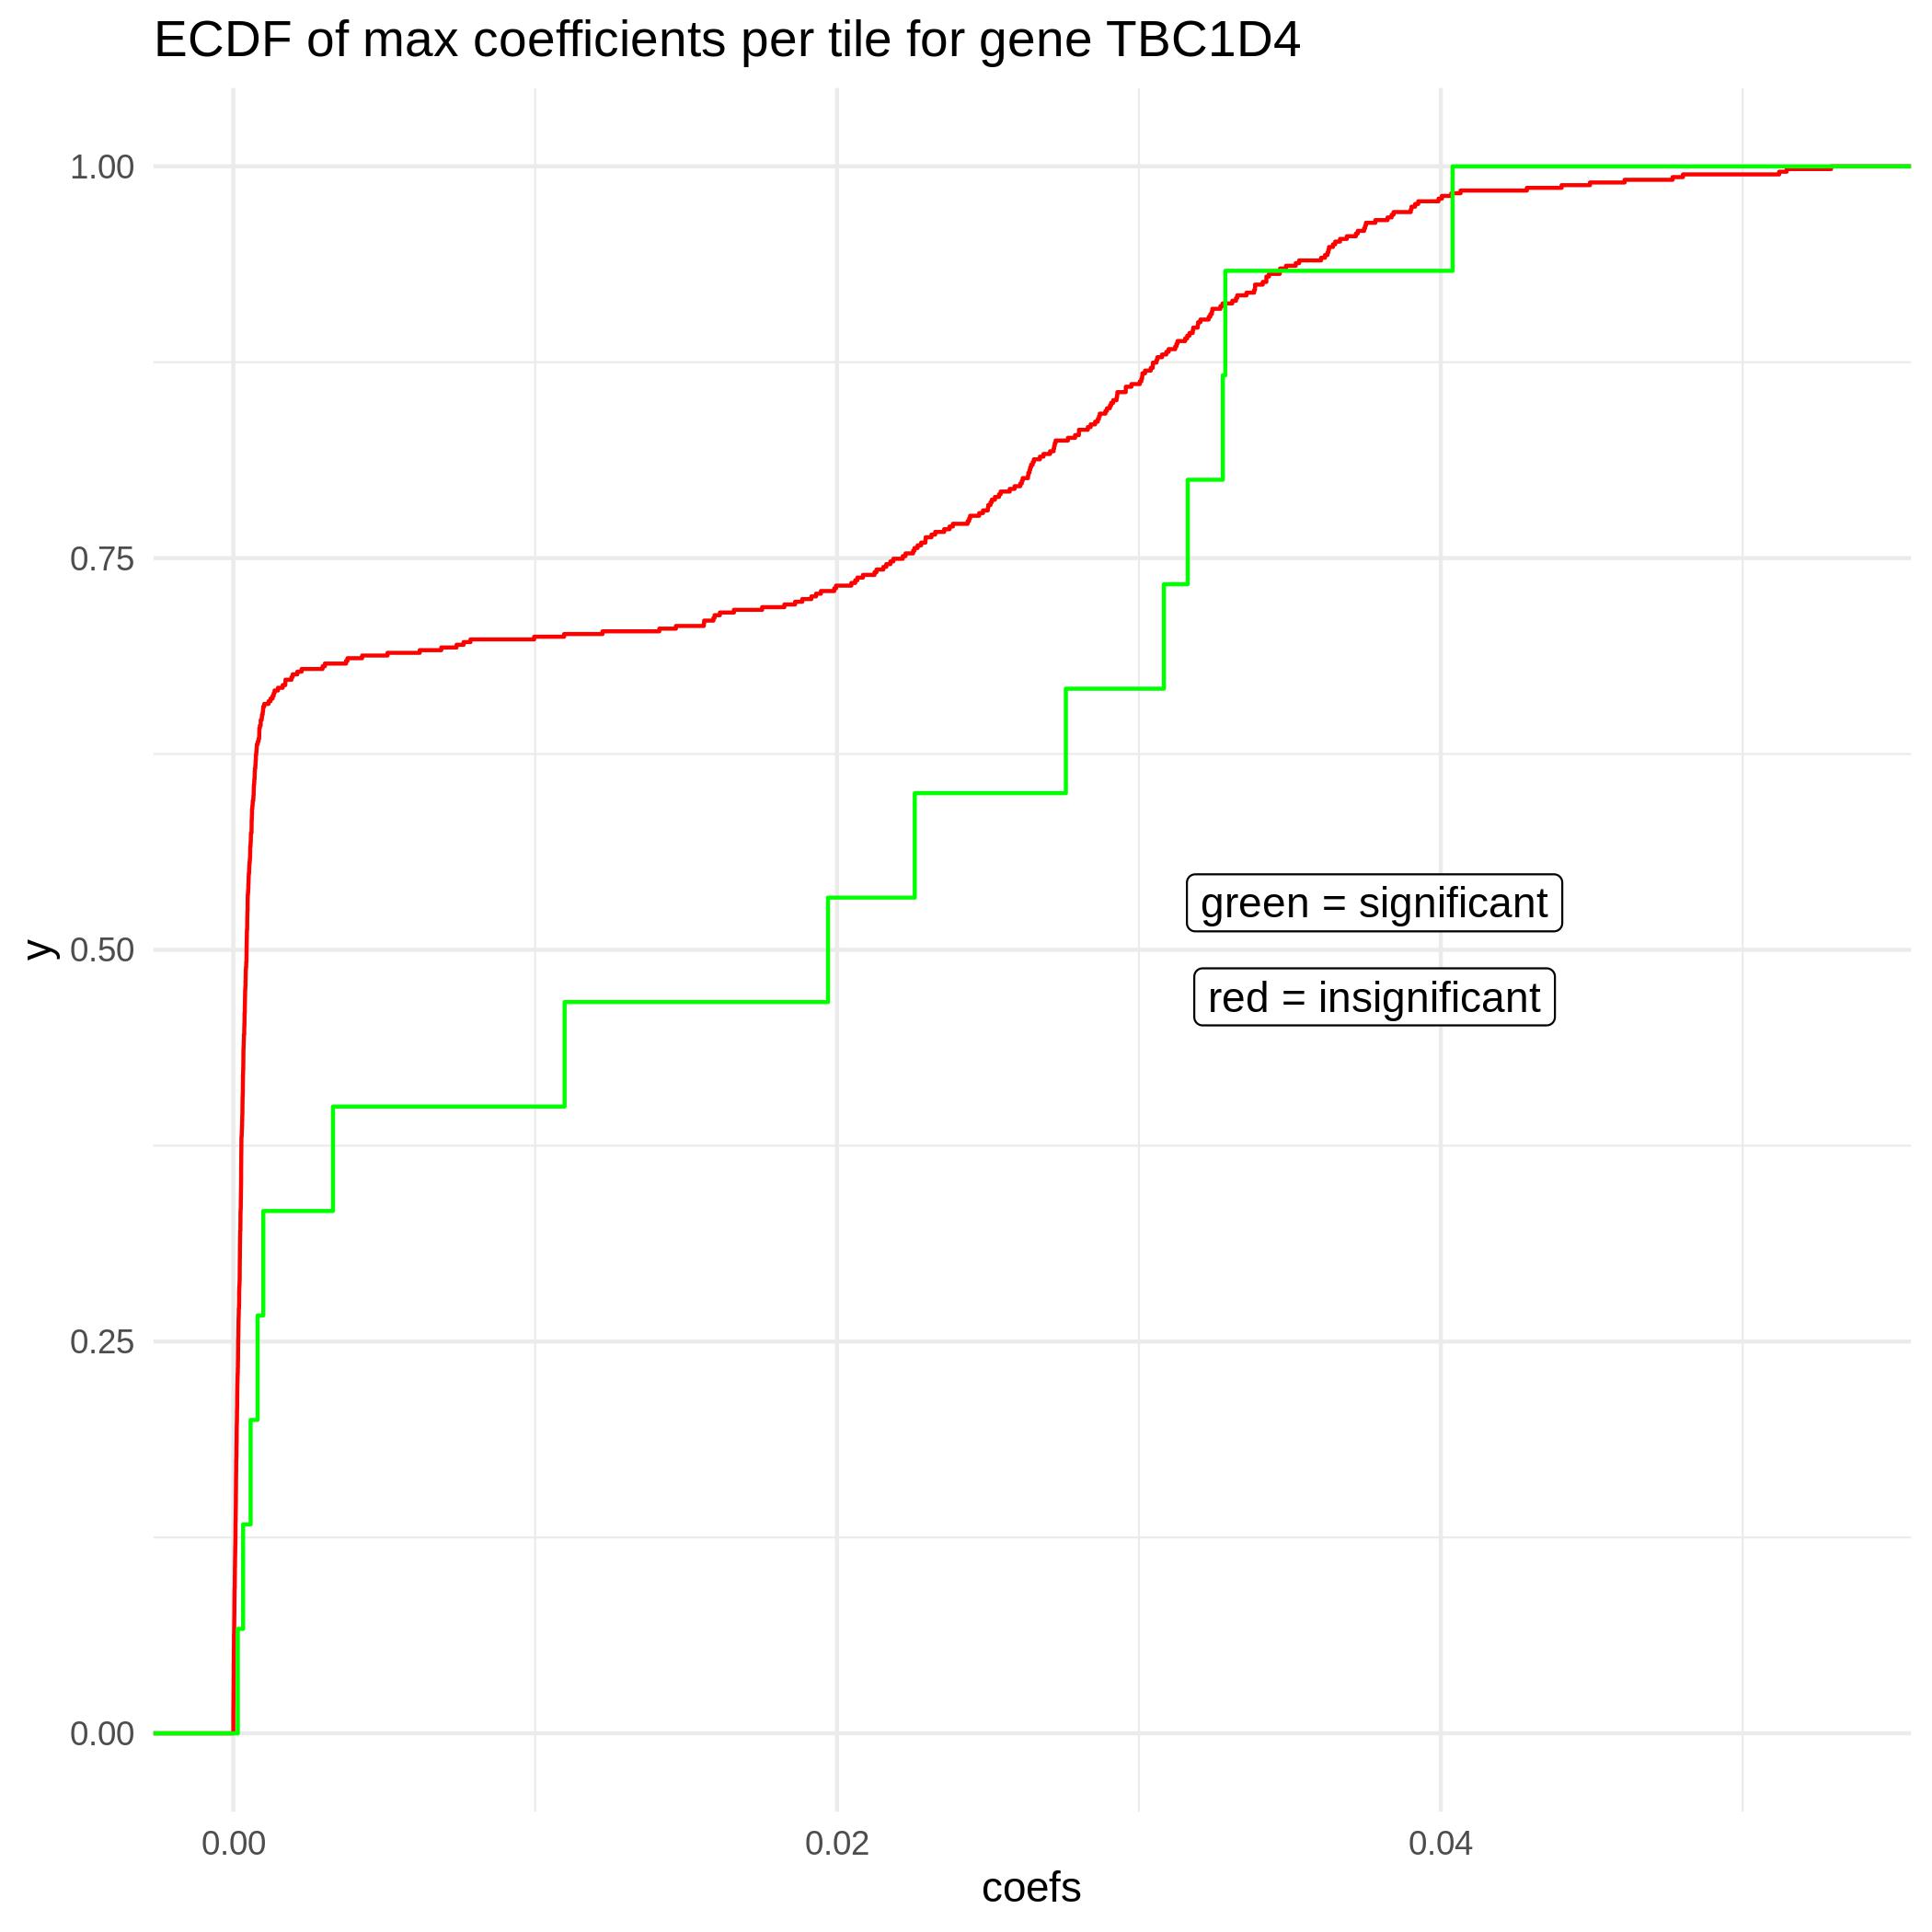 ECDF of max coefficients per tile for gene TBC1D4
1.00
0.75
0.50
0.25
0.00
y
green = significant
red = insignificant
0.00 0.02 0.04
coefs